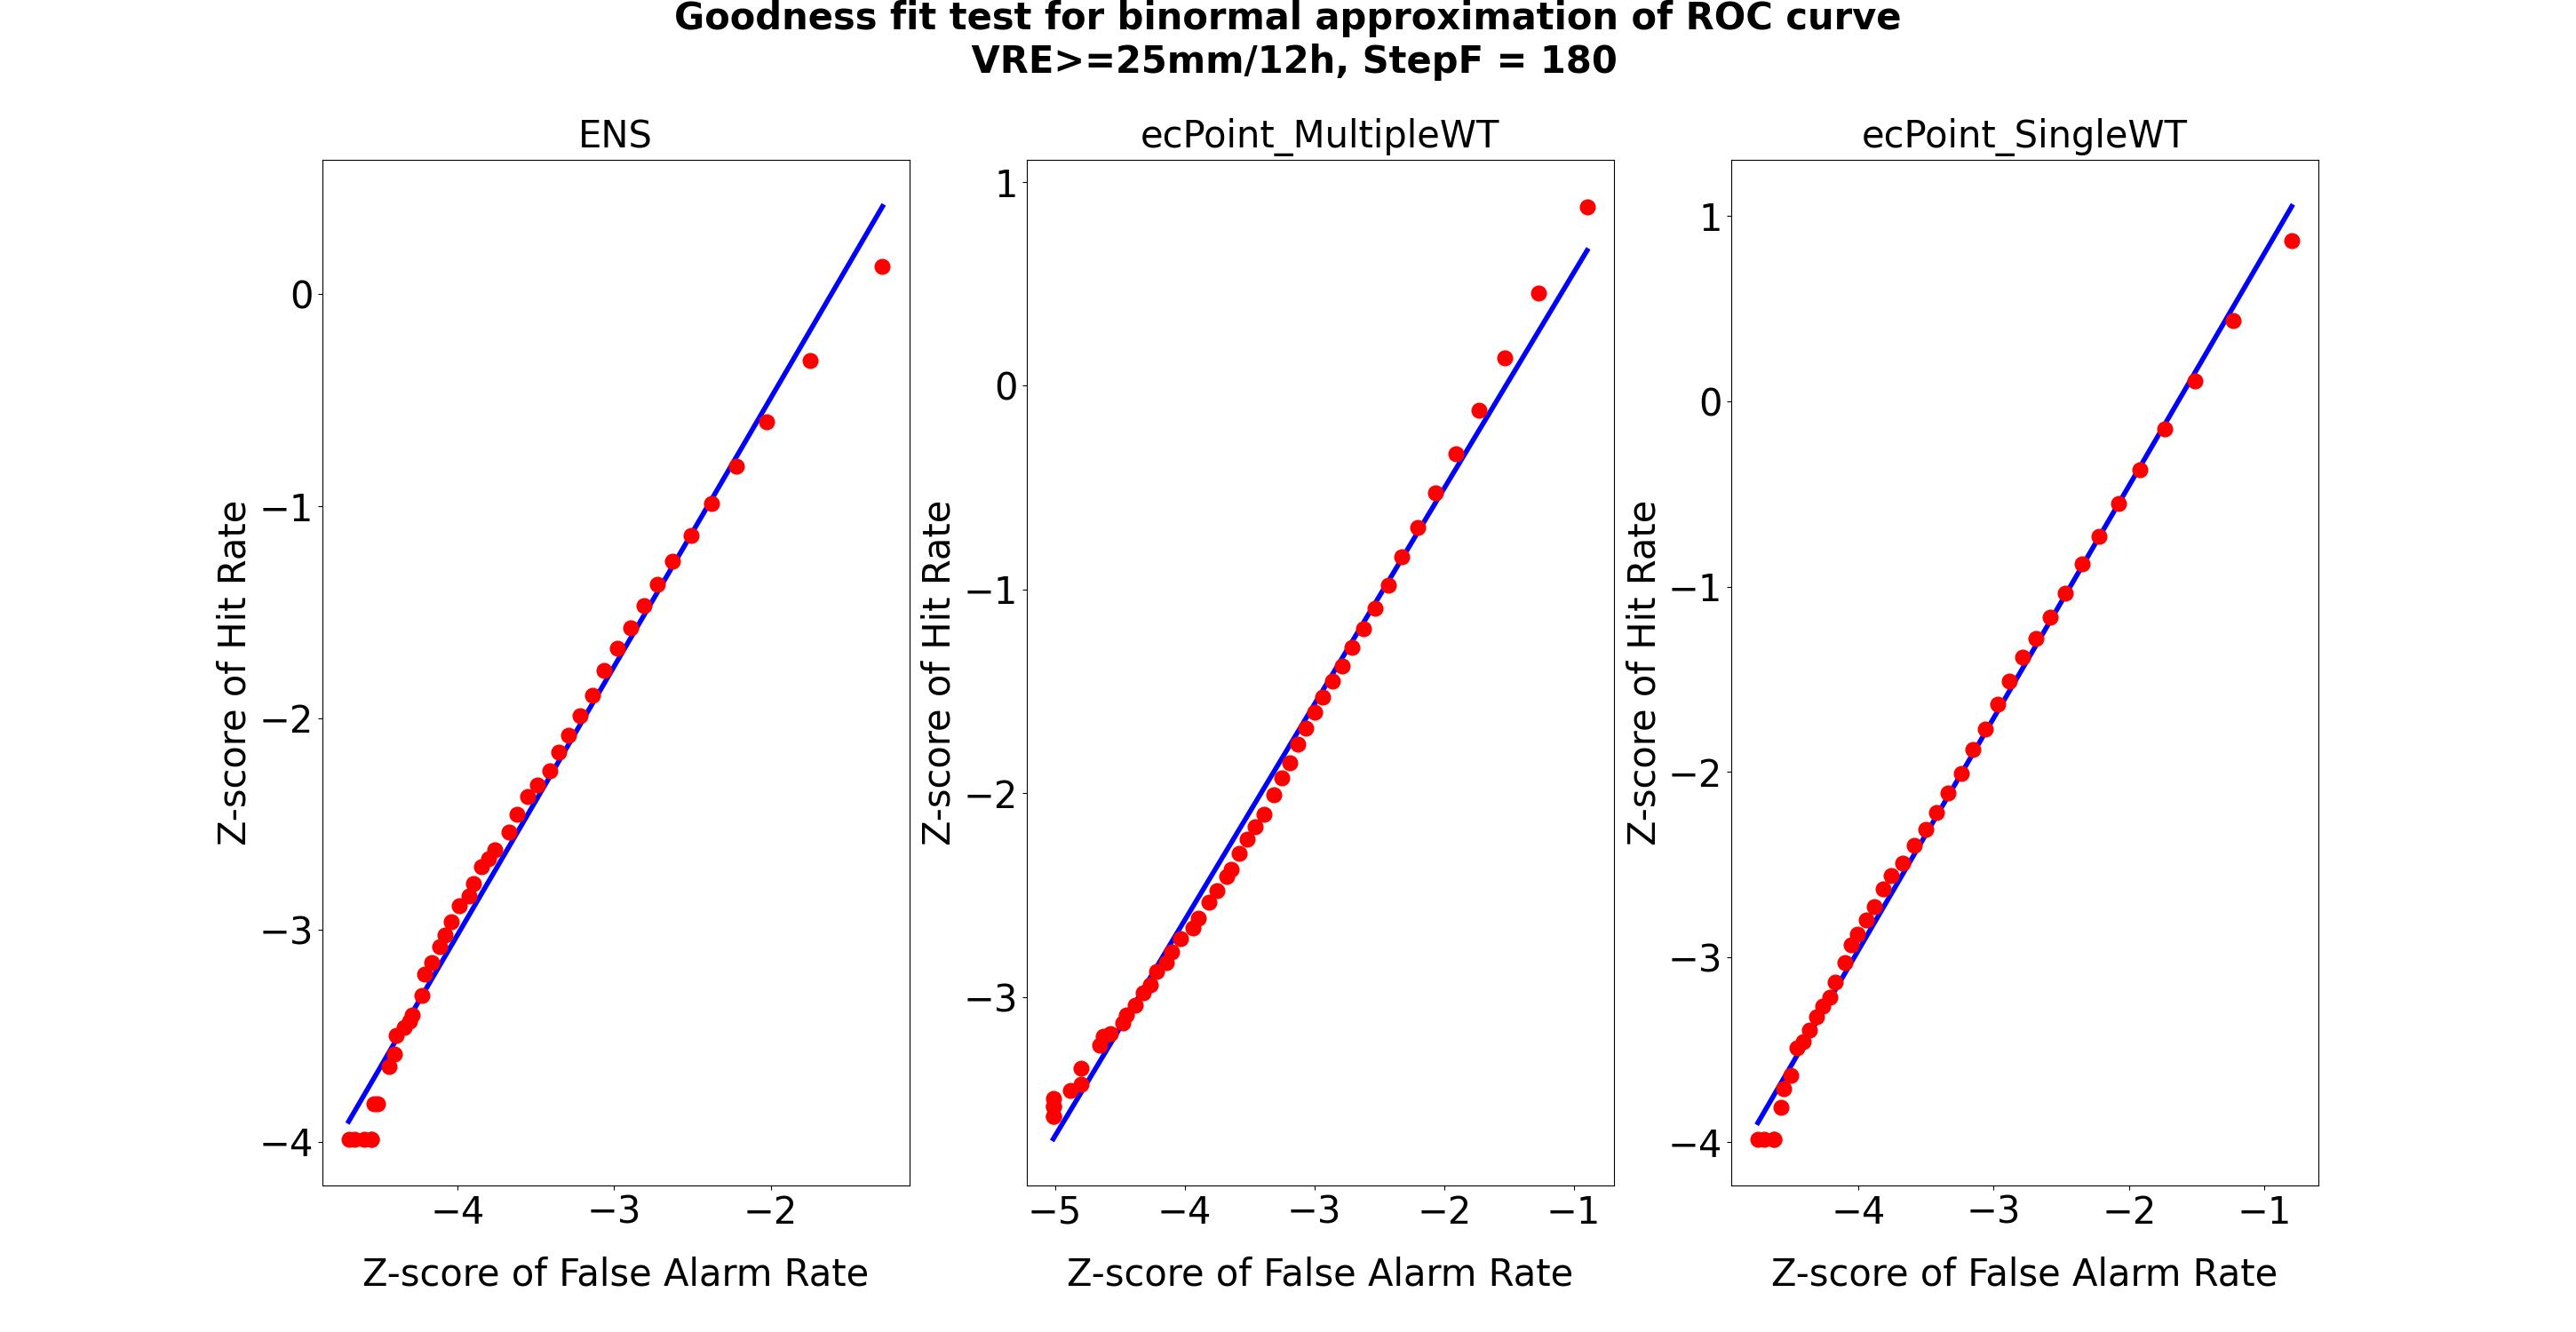 Goodness fit test for binormal approximation of ROC curve
VRE>=25mm/12h, StepF = 180
ENS
Z-score of Hit Rate
0
−1
−2
−3
−4
−4 −3 −2
Z-score of False Alarm Rate
ecPoint_MultipleWT
Z-score of Hit Rate
1
0
−1
−2
−3
−5 −4 −3 −2 −1
Z-score of False Alarm Rate
ecPoint_SingleWT
Z-score of Hit Rate
1
0
−1
−2
−3
−4
−4 −3 −2 −1
Z-score of False Alarm Rate